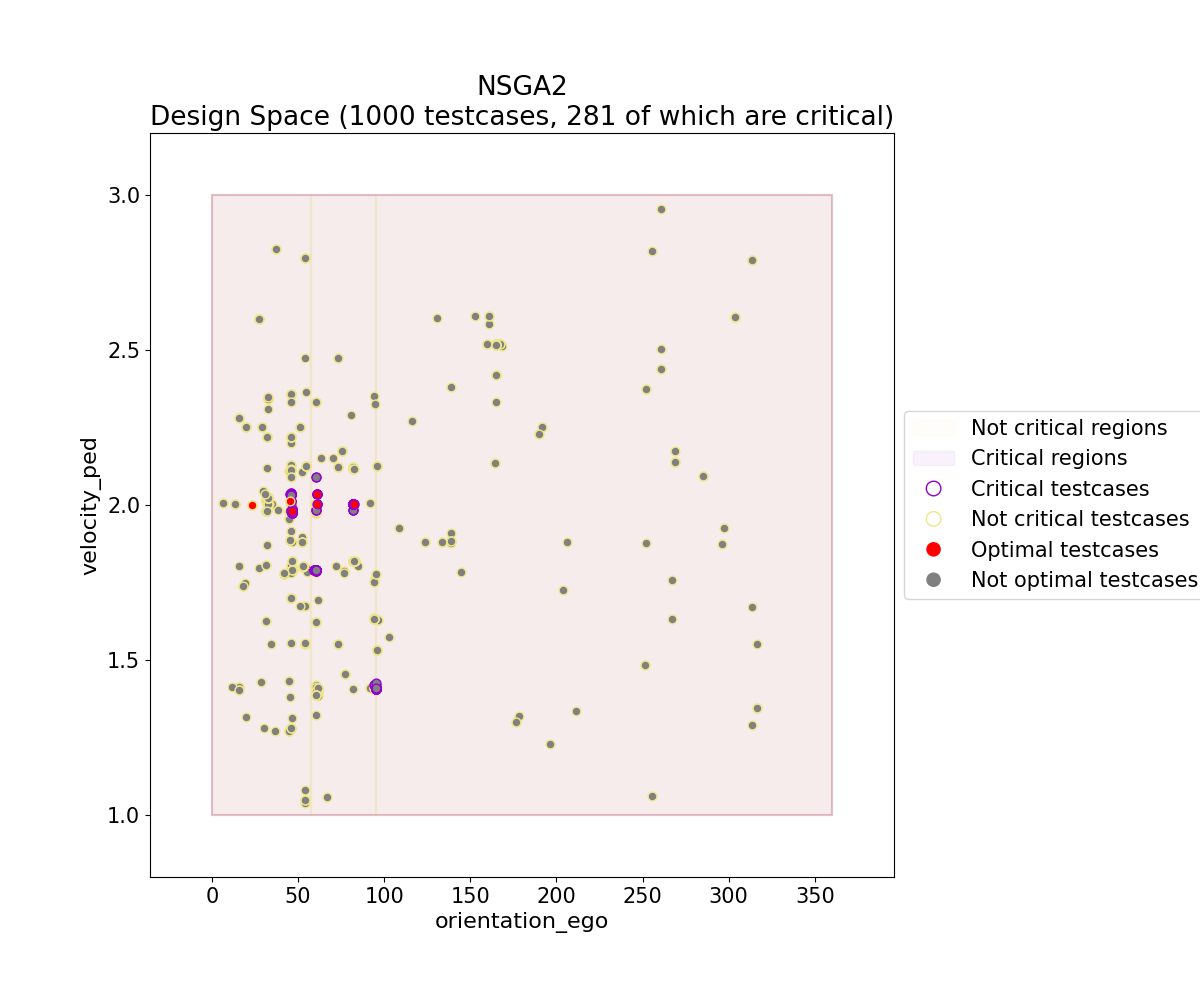 NSGA2
Design Space (1000 testcases, 281 of which are critical)
3.0
2.5
2.0
1.5
1.0
velocity_ped
0 50 100 150 200 250 300 350
orientation_ego
Not critical regions
Critical regions
Critical testcases
Not critical testcases
Optimal testcases
Not optimal testcases